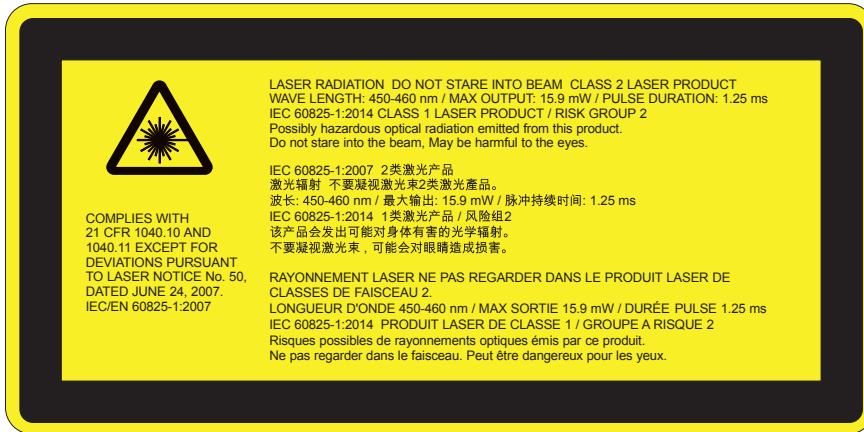 COMPLIES WITH
21 CFR 1040.10 AND
1040.11 EXCEPT FOR
DEVIATIONS PURSUANT
TO LASER NOTICE No. 50,
DATED JUNE 24, 2007.
IEC/EN 60825-1:2007
LASER RADIATION DO NOT STARE INTO BEAM CLASS 2 LASER PRODUCT
WAVE LENGTH: 450-460 nm / MAX OUTPUT: 15.9 mW / PULSE DURATION: 1.25 ms
IEC 60825-1:2014 CLASS 1 LASER PRODUCT / RISK GROUP 2
Possibly hazardous optical radiation emitted from this product.
Do not stare into the beam, May be harmful to the eyes.
IEC 60825-1:2007 2类激光产品
激光辐射 不要凝视激光束2类激光產品。
波长: 450-460 nm / 最大输出: 15.9 mW / 脉冲持续时间: 1.25 ms
IEC 60825-1:2014 1类激光产品 / 风险组2
该产品会发出可能对身体有害的光学辐射。
不要凝视激光束，可能会对眼睛造成损害。
RAYONNEMENT LASER NE PAS REGARDER DANS LE PRODUIT LASER DE
CLASSES DE FAISCEAU 2.
LONGUEUR D'ONDE 450-460 nm / MAX SORTIE 15.9 mW / DURÉE PULSE 1.25 ms
IEC 60825-1:2014 PRODUIT LASER DE CLASSE 1 / GROUPE A RISQUE 2
Risques possibles de rayonnements optiques émis par ce produit.
Ne pas regarder dans le faisceau. Peut être dangereux pour les yeux.